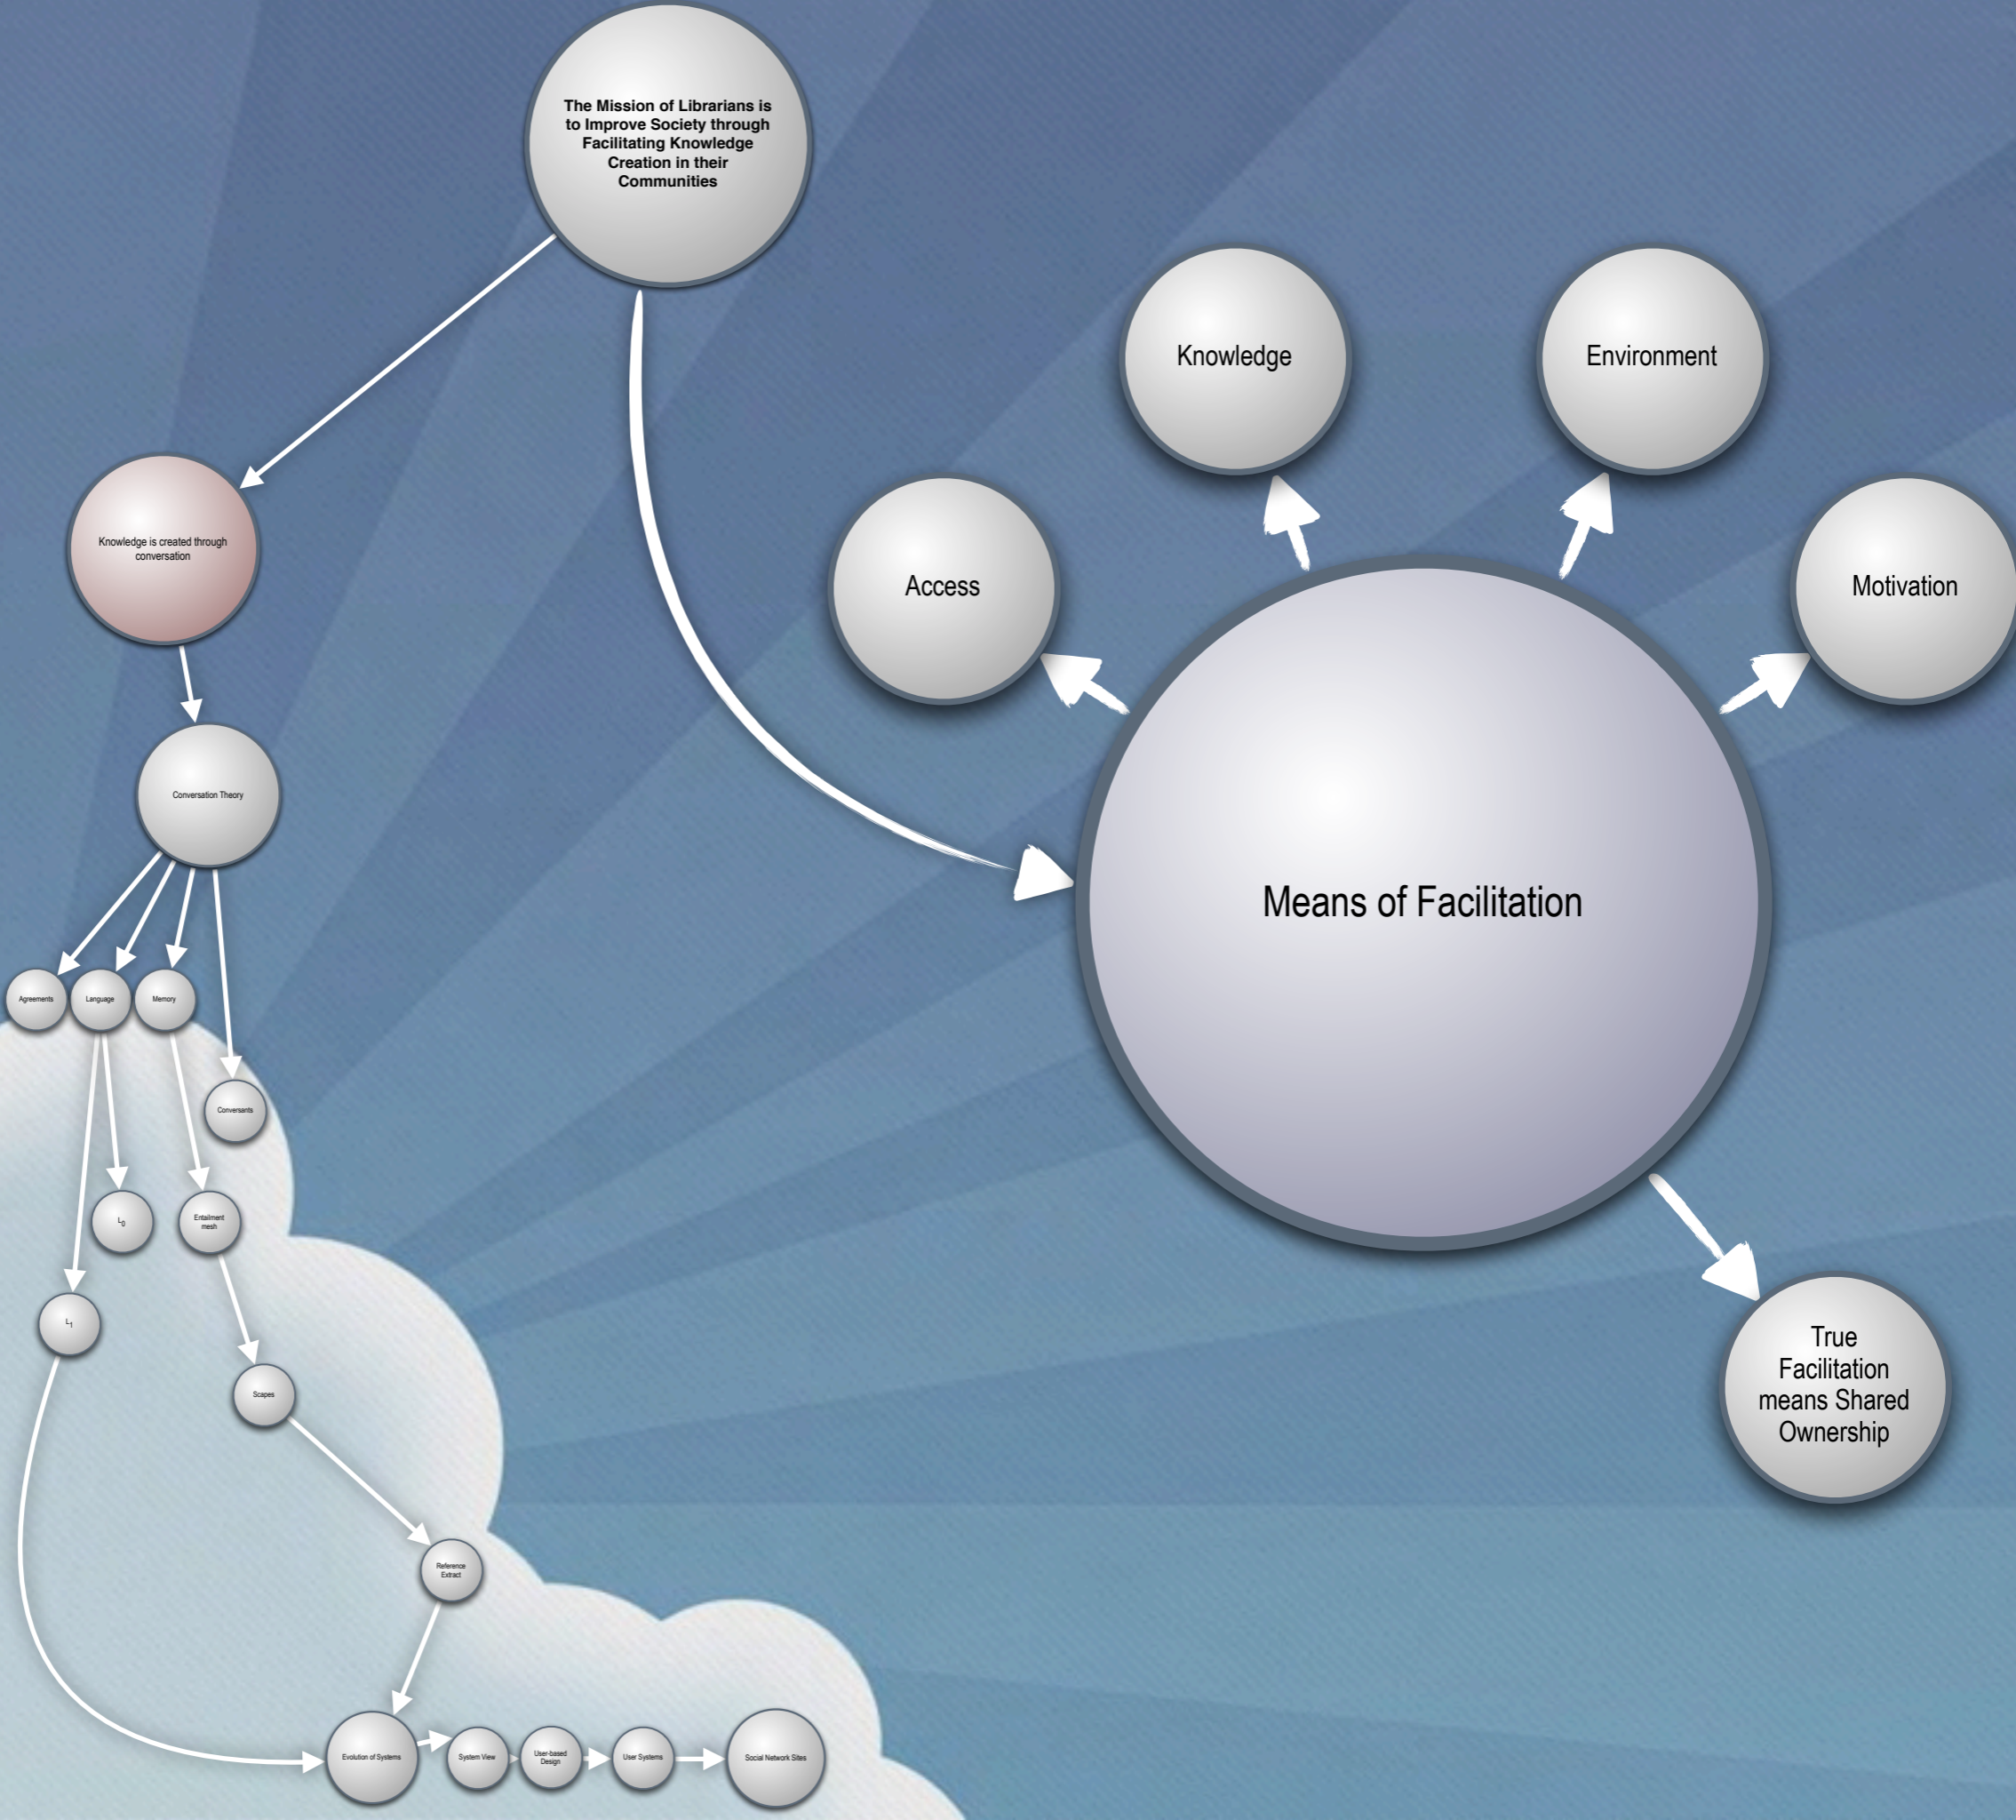 The Mission of Librarians is
to Improve Society through
Facilitating Knowledge
Creation in their
Communities
Knowledge
Environment
Access
Motivation
Knowledge is created through
conversation
Conversation Theory
Means of Facilitation
Agreements
Language
Memory
Conversants
L₀
Entailment
mesh
L₁
Scapes
True
Facilitation
means Shared
Ownership
Reference
Extract
Evolution of Systems
System View
User-based
Design
User Systems
Social Network Sites